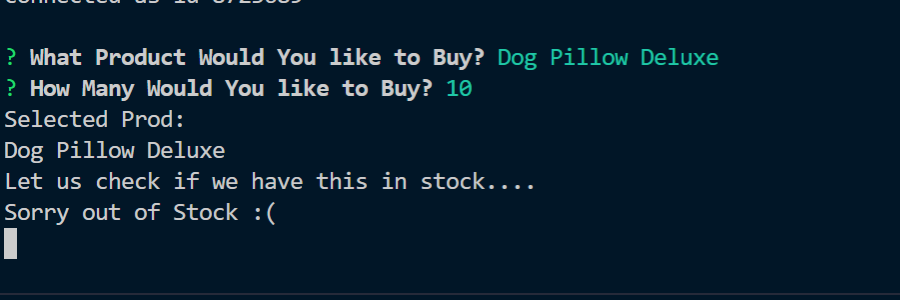 ? What Product Would You like to Buy? Dog Pillow Deluxe
? How Many Would You like to Buy? 10
Selected Prod:
Dog Pillow Deluxe
Let us check if we have this in stock....
Sorry out of Stock :(